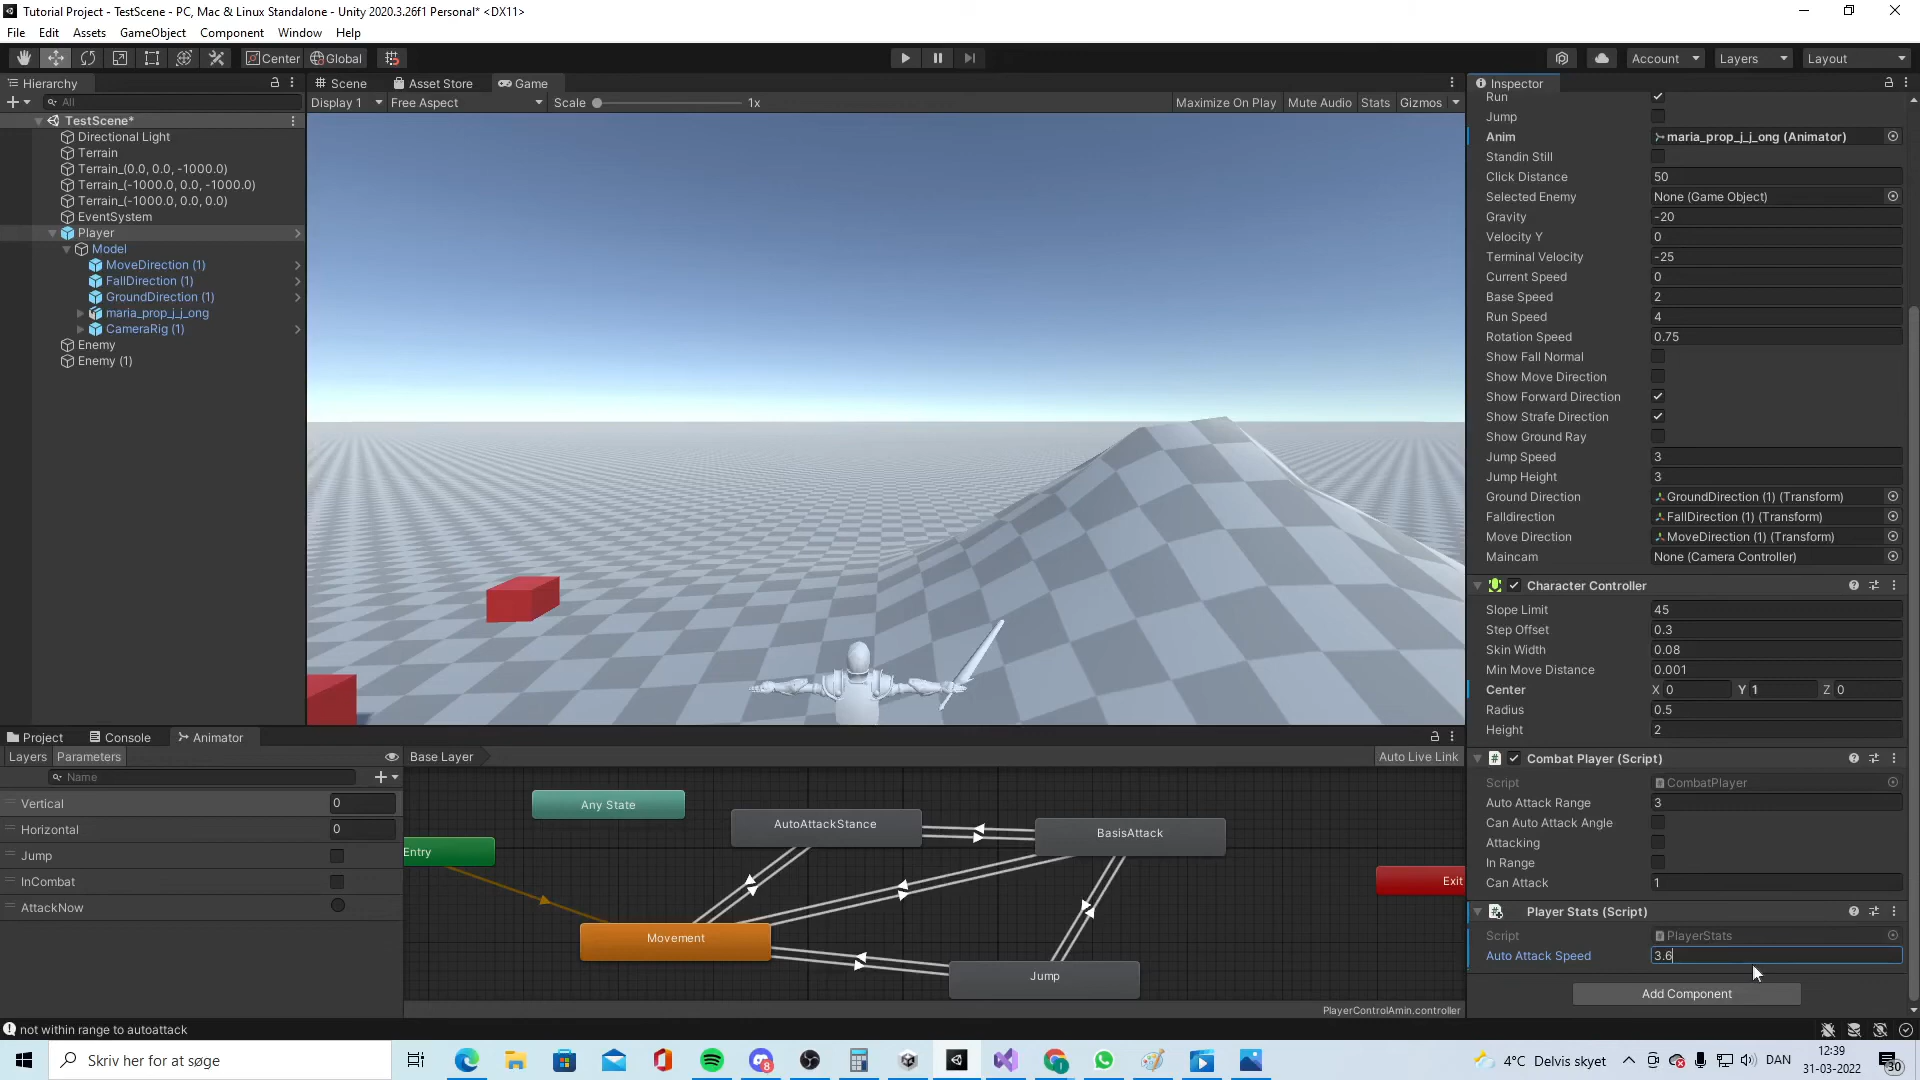 Tutorial Project - TestScene - PC, Mac & Linux Standalone - Unity 2020.3.26f1 Personal* <DX11>
File Edit Assets GameObject Component Window Help
Center Global Account Layers Layout
Hierarchy
All
TestScene*
Directional Light
Terrain
Terrain_(0.0, 0.0, -1000.0)
Terrain_(-1000.0, 0.0, -1000.0)
Terrain_(-1000.0, 0.0, 0.0)
EventSystem
Player
Model
MoveDirection (1)
FallDirection (1)
GroundDirection (1)
maria_prop_j_j_ong
CameraRig (1)
Enemy
Enemy (1)
Scene Asset Store Game
Display 1 Free Aspect Scale 1x Maximize On Play Mute Audio Stats Gizmos
Inspector
Run
Jump
Anim maria_prop_j_j_ong (Animator)
Standin Still
Click Distance 50
Selected Enemy None (Game Object)
Gravity -20
Velocity Y 0
Terminal Velocity -25
Current Speed 0
Base Speed 2
Run Speed 4
Rotation Speed 0.75
Show Fall Normal
Show Move Direction
Show Forward Direction
Show Strafe Direction
Show Ground Ray
Jump Speed 3
Jump Height 3
Ground Direction GroundDirection (1) (Transform)
Falldirection FallDirection (1) (Transform)
Move Direction MoveDirection (1) (Transform)
Maincam None (Camera Controller)
Character Controller
Slope Limit 45
Step Offset 0.3
Skin Width 0.08
Min Move Distance 0.001
Center X 0 Y 1 Z 0
Radius 0.5
Height 2
Combat Player (Script)
Script CombatPlayer
Auto Attack Range 3
Can Auto Attack Angle
Attacking
In Range
Can Attack 1
Player Stats (Script)
Script PlayerStats
Auto Attack Speed 3.6
Add Component
Project Console Animator
Layers Parameters Base Layer Auto Live Link
Name
Vertical 0
Horizontal 0
Jump
InCombat
AttackNow
Any State
AutoAttackStance
BasisAttack
Entry
Exit
Movement
Jump
PlayerControlAmin.controller
not within range to autoattack
Skriv her for at søge
8
1
4°C Delvis skyet
DAN
12:39
31-03-2022
30